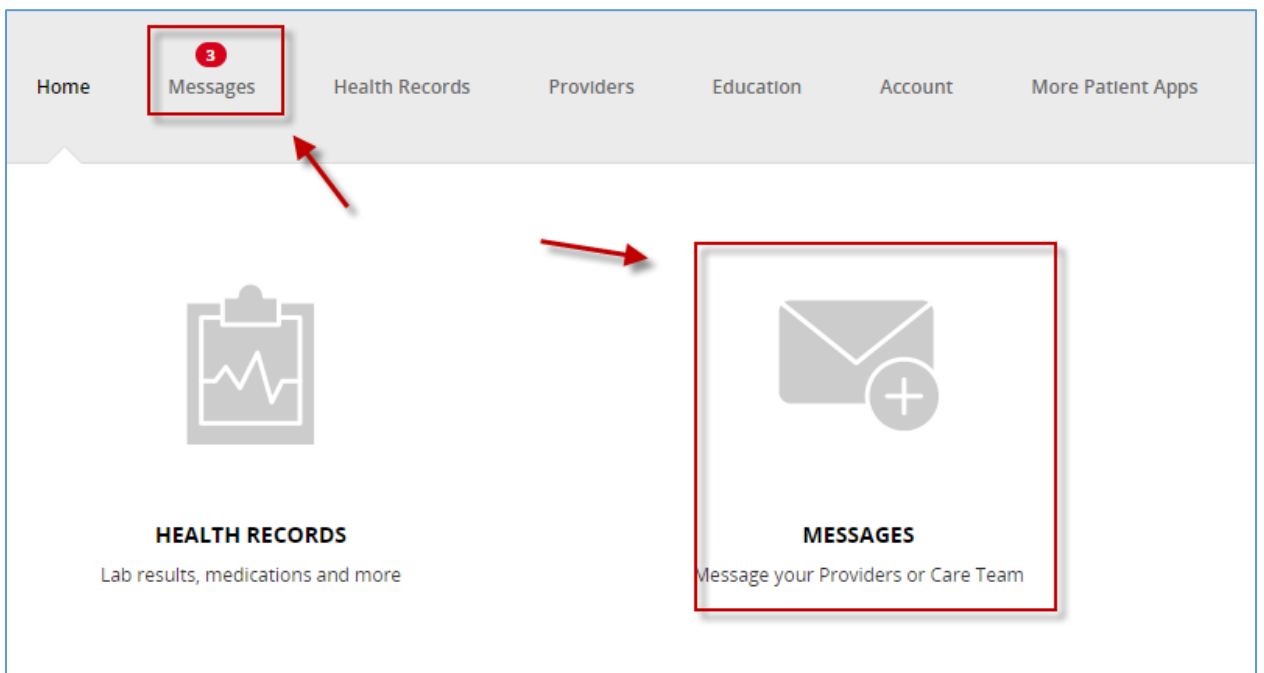 3
Home Messages Health Records Providers Education Account More Patient Apps
HEALTH RECORDS MESSAGES
Lab results, medications and more Message your Providers or Care Team